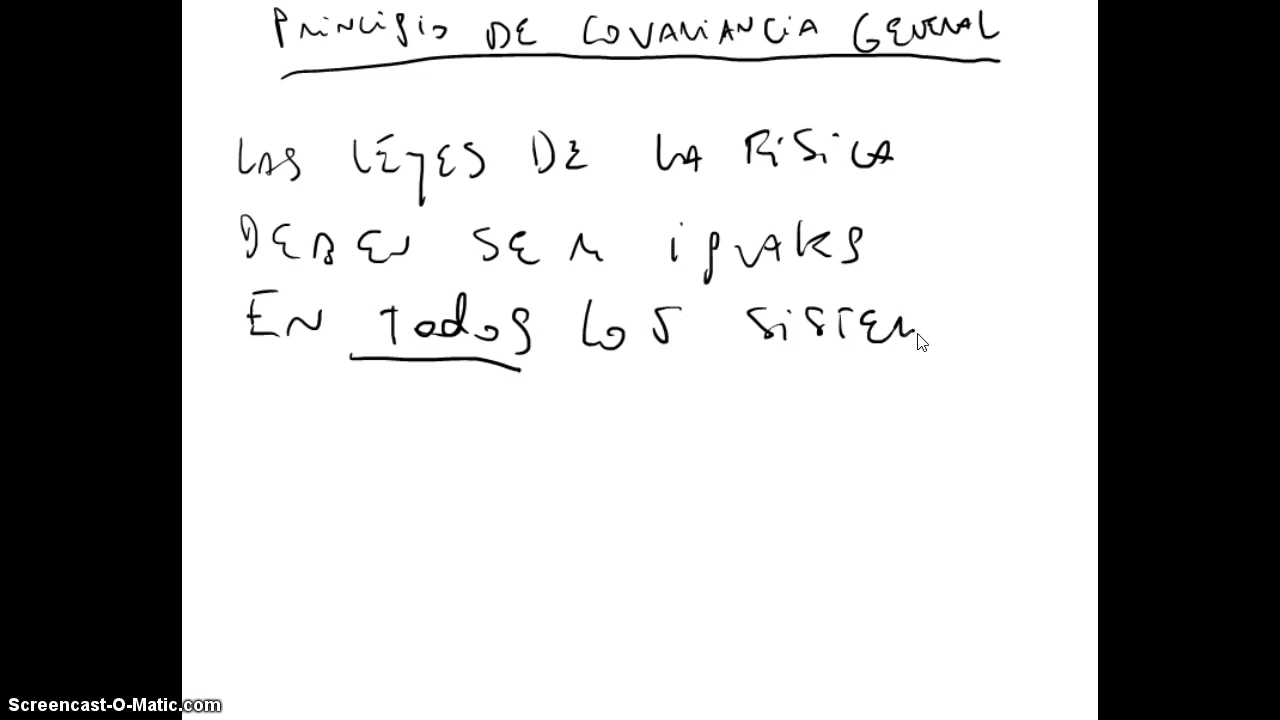 PRINCIPIO DE COVARIANCIA GENERAL
LAS LEYES DE LA FISICA
DEBEN SER iguales
EN todos LOS SISTEM
Screencast-O-Matic.com